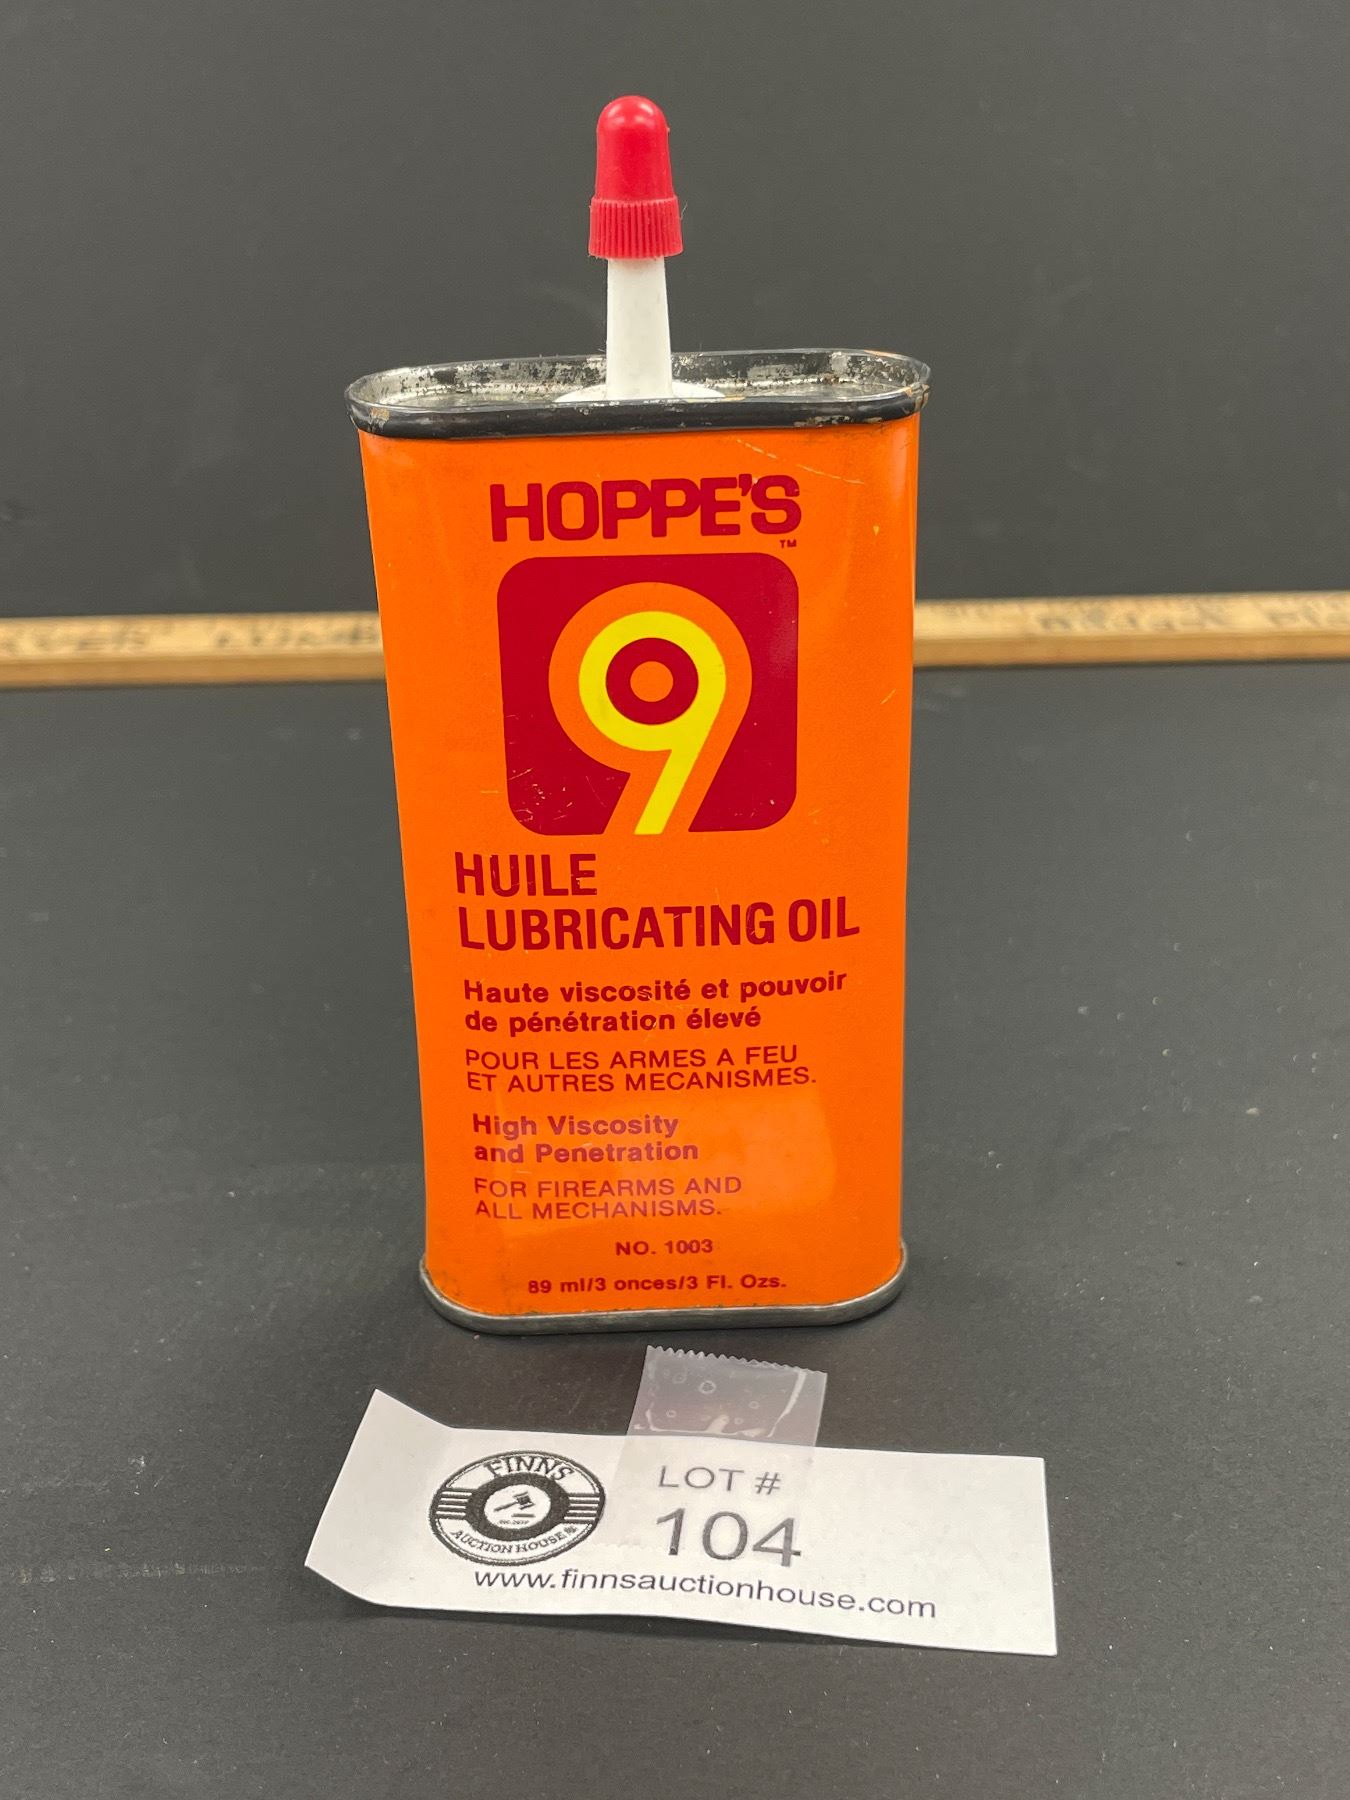 HOPPE'S
TM
9
HUILE
LUBRICATING OIL
Haute viscosité et pouvoir
de pénétration élevé
POUR LES ARMES A FEU
ET AUTRES MECANISMES.
High Viscosity
and Penetration
FOR FIREARMS AND
ALL MECHANISMS.
NO. 1003
89 ml/3 onces/3 Fl. Ozs.
FINNS
AUCTION HOUSE
LOT #
104
www.finnsauctionhouse.com